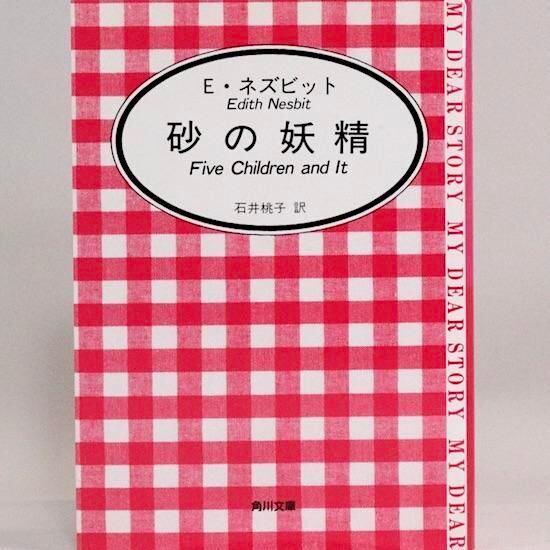 E・ネズビット
Edith Nesbit
砂の妖精
Five Children and It
石井桃子 訳
角川文庫
MY DEAR STORY MY DEAR STORY MY DEAR